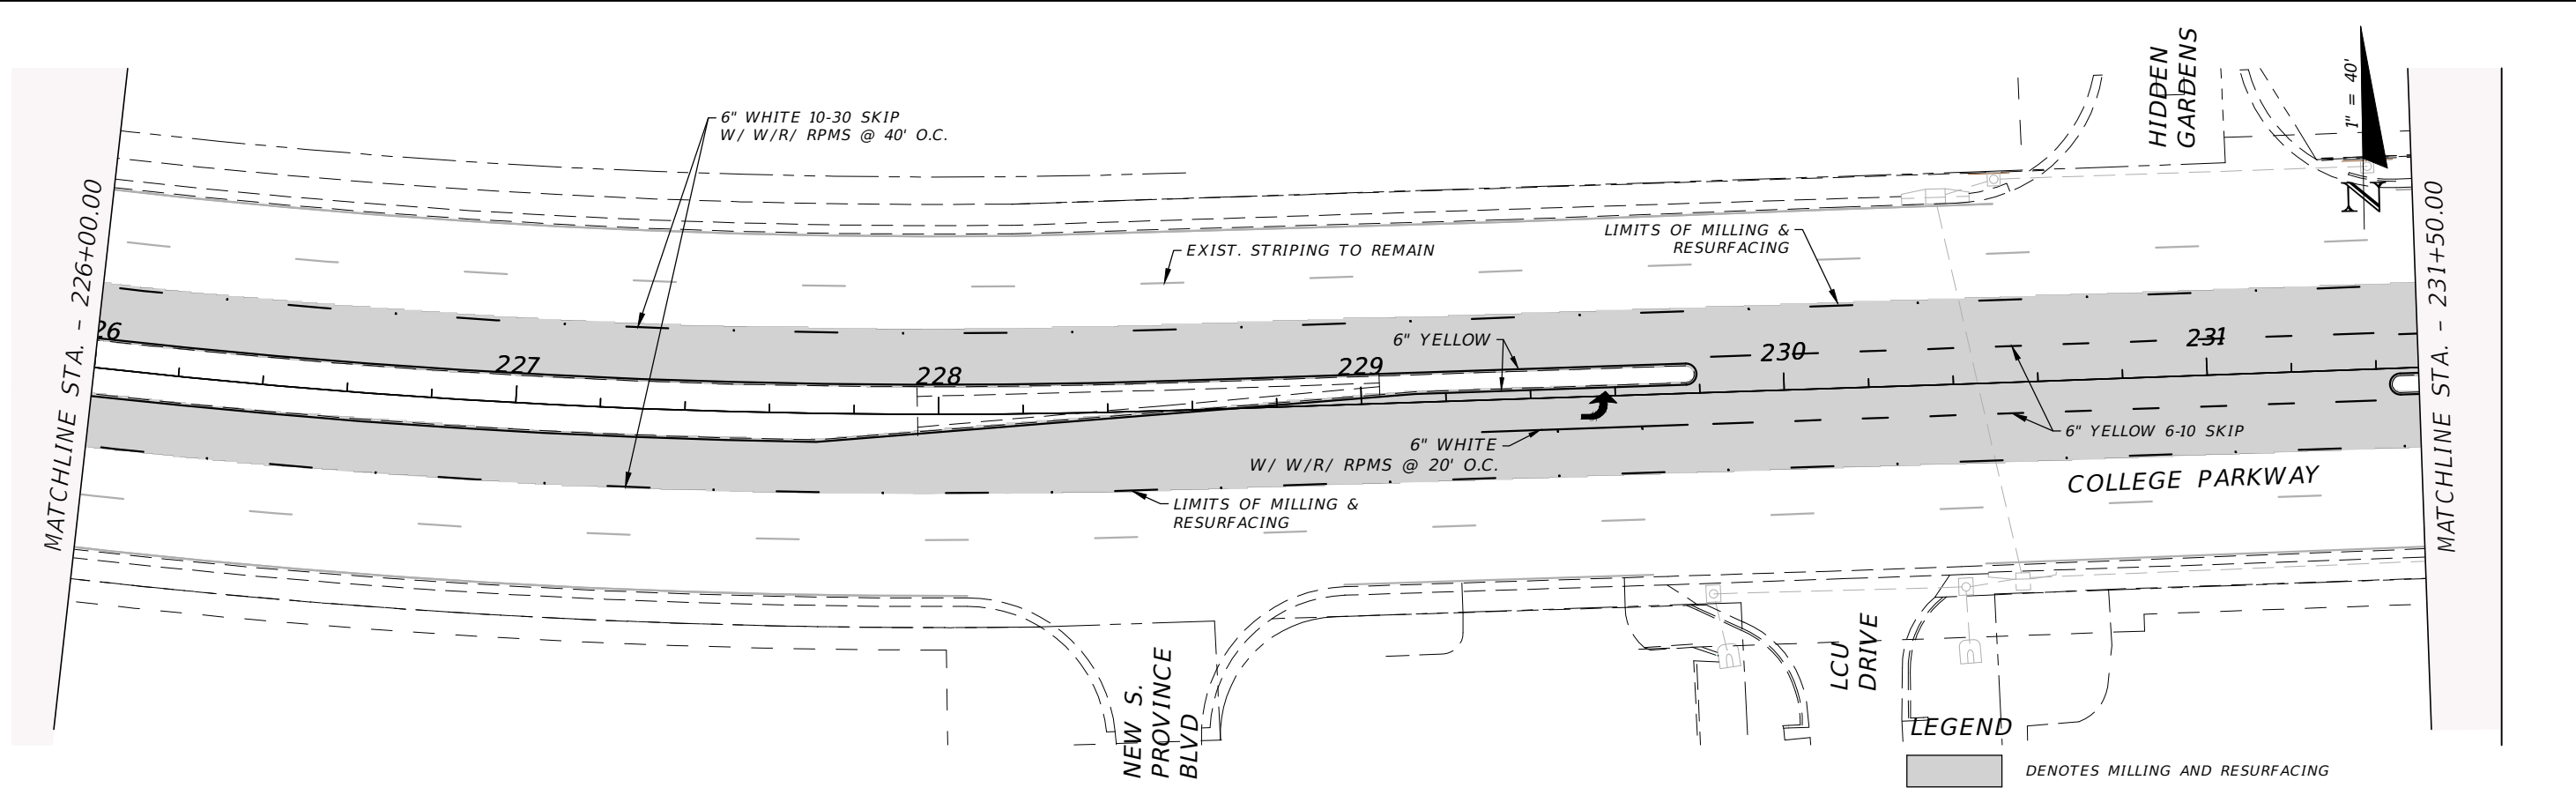 MATCHLINE STA. - 226+00.00
6" WHITE 10-30 SKIP
W/ W/R/ RPMS @ 40' O.C.
EXIST. STRIPING TO REMAIN
LIMITS OF MILLING &
RESURFACING
HIDDEN
GARDENS
1" = 40'
N
MATCHLINE STA. - 231+50.00
26
227
228
229
230
231
6" YELLOW
6" WHITE
W/ W/R/ RPMS @ 20' O.C.
6" YELLOW 6-10 SKIP
COLLEGE PARKWAY
LIMITS OF MILLING &
RESURFACING
NEW S.
PROVINCE
BLVD
LCU
DRIVE
LEGEND
DENOTES MILLING AND RESURFACING